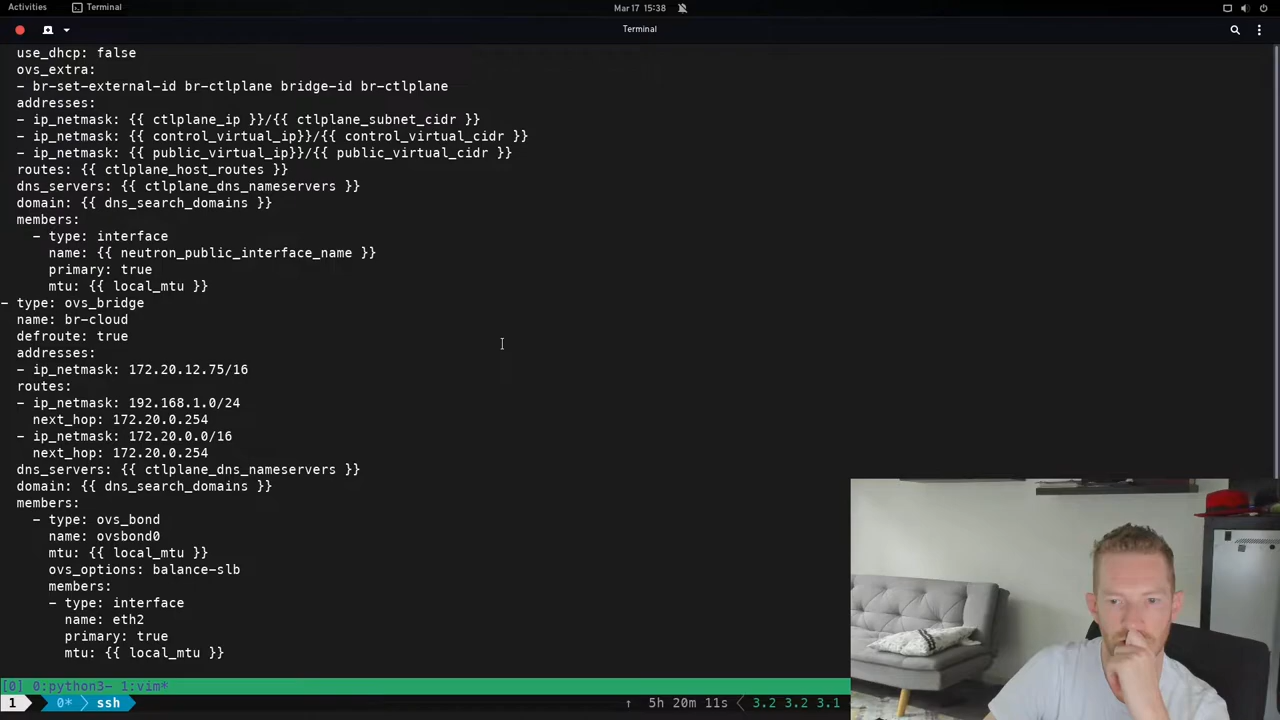 Activities
Terminal
Mar 17 15:38
Terminal
use_dhcp: false
ovs_extra:
- br-set-external-id br-ctlplane bridge-id br-ctlplane
addresses:
- ip_netmask: {{ ctlplane_ip }}/{{ ctlplane_subnet_cidr }}
- ip_netmask: {{ control_virtual_ip}}/{{ control_virtual_cidr }}
- ip_netmask: {{ public_virtual_ip}}/{{ public_virtual_cidr }}
routes: {{ ctlplane_host_routes }}
dns_servers: {{ ctlplane_dns_nameservers }}
domain: {{ dns_search_domains }}
members:
- type: interface
name: {{ neutron_public_interface_name }}
primary: true
mtu: {{ local_mtu }}
- type: ovs_bridge
name: br-cloud
defroute: true
addresses:
- ip_netmask: 172.20.12.75/16
routes:
- ip_netmask: 192.168.1.0/24
next_hop: 172.20.0.254
- ip_netmask: 172.20.0.0/16
next_hop: 172.20.0.254
dns_servers: {{ ctlplane_dns_nameservers }}
domain: {{ dns_search_domains }}
members:
- type: ovs_bond
name: ovsbond0
mtu: {{ local_mtu }}
ovs_options: balance-slb
members:
- type: interface
name: eth2
primary: true
mtu: {{ local_mtu }}
[0] 0:python3- 1:vim*
1 0* ssh ↑ 5h 20m 11s 3.2 3.2 3.1